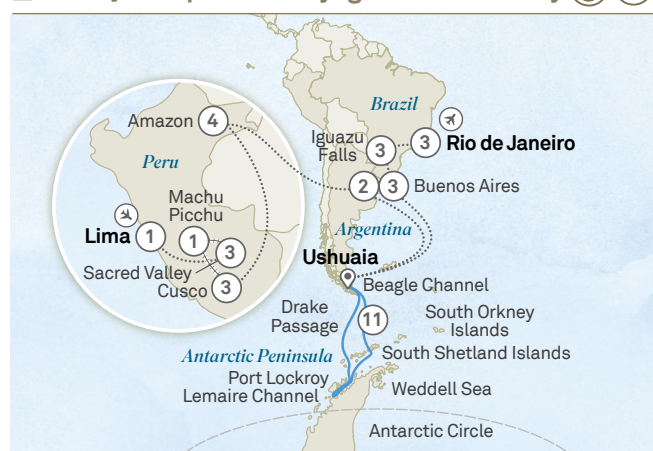 Brazil
Amazon 4
Iguazu
Falls
3
3 Rio de Janeiro
Peru
2 3 Buenos Aires
Machu
Picchu
Lima 1
1
3
Argentina
Sacred Valley
Cusco 3
Ushuaia
Beagle Channel
Drake
Passage
11
South Orkney
Islands
Antarctic Peninsula
South Shetland Islands
Port Lockroy
Lemaire Channel
Weddell Sea
Antarctic Circle